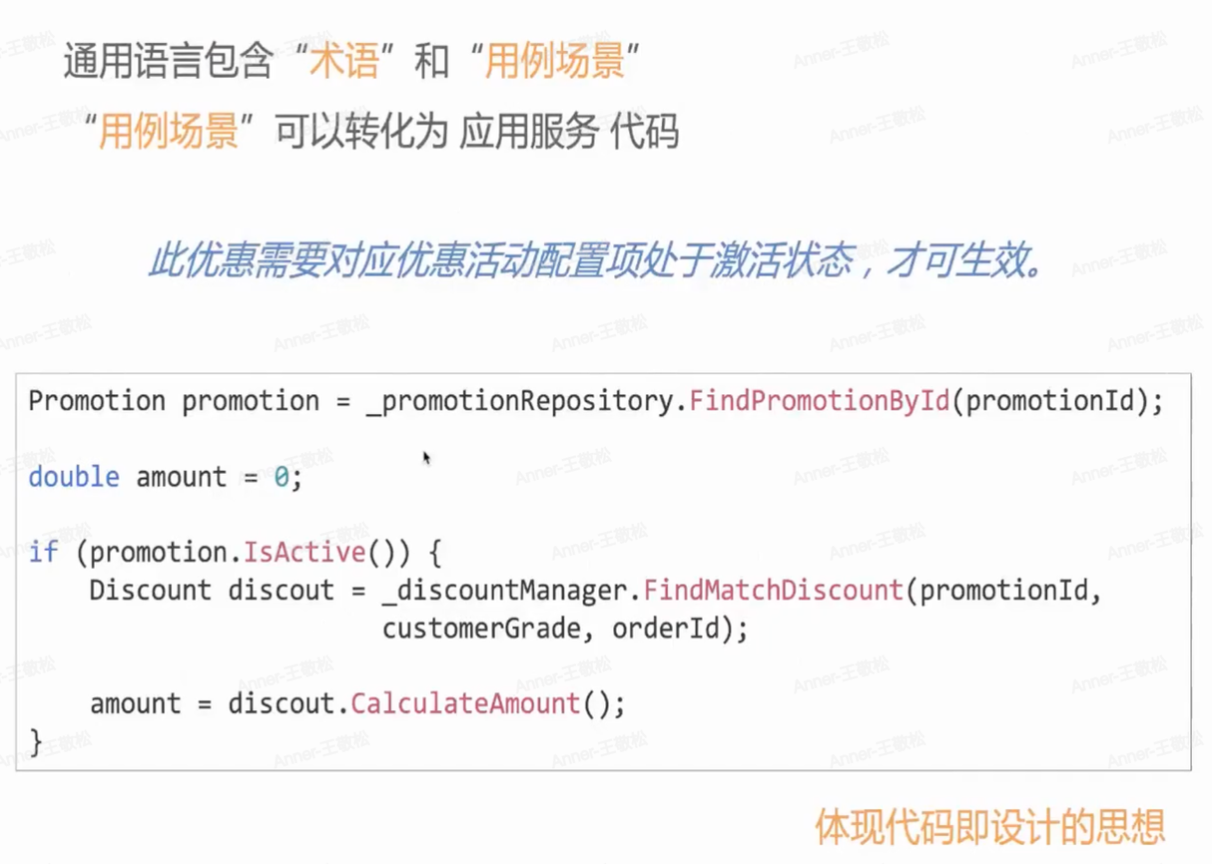 通用语言包含“术语”和“用例场景”
“用例场景”可以转化为 应用服务 代码
此优惠需要对应优惠活动配置项处于激活状态，才可生效。
Promotion promotion = _promotionRepository.FindPromotionById(promotionId);
double amount = 0;
if (promotion.IsActive()) {
Discount discout = _discountManager.FindMatchDiscount(promotionId,
customerGrade, orderId);
amount = discout.CalculateAmount();
}
体现代码即设计的思想
Anner-王敬松